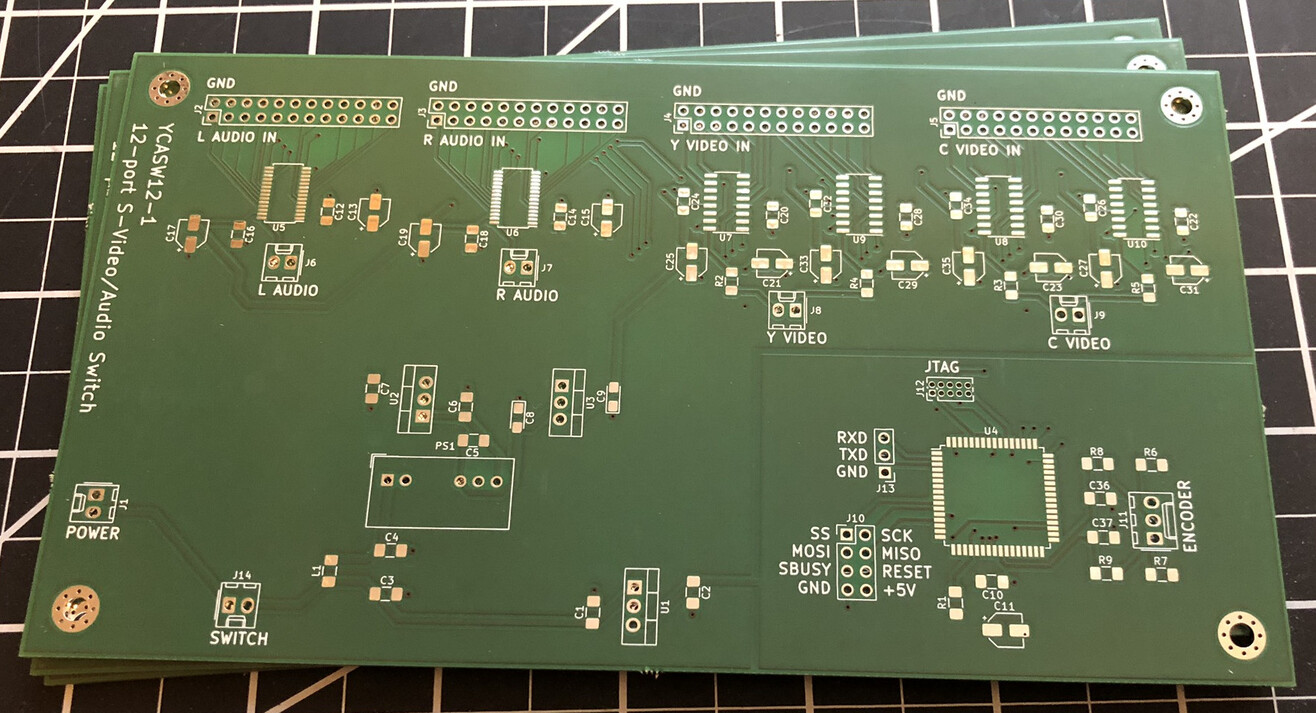 GND
GND
GND
GND
J2
J3
J4
J5
L AUDIO IN
R AUDIO IN
Y VIDEO IN
C VIDEO IN
YCASW12-1
12-port S-Video/Audio Switch
C17
C16
U5
C12
C13
C19
C18
U6
C14
C15
C24
U7
C20
U9
C28
C34
U8
C30
C26
U10
C22
J6
L AUDIO
J7
R AUDIO
C25
R2
C21
C33
R4
C29
C35
R3
C23
C27
R5
C31
J8
Y VIDEO
J9
C VIDEO
JTAG
J12
C7
U2
C6
C5
C8
U3
C9
PS1
RXD
TXD
GND
J13
U4
R8
R6
C36
C37
R9
R7
J11
ENCODER
J1
POWER
J10
SS
SCK
MOSI
MISO
SBUSY
RESET
GND
+5V
C4
L1
C3
J14
SWITCH
C1
U1
C2
R1
C10
C11